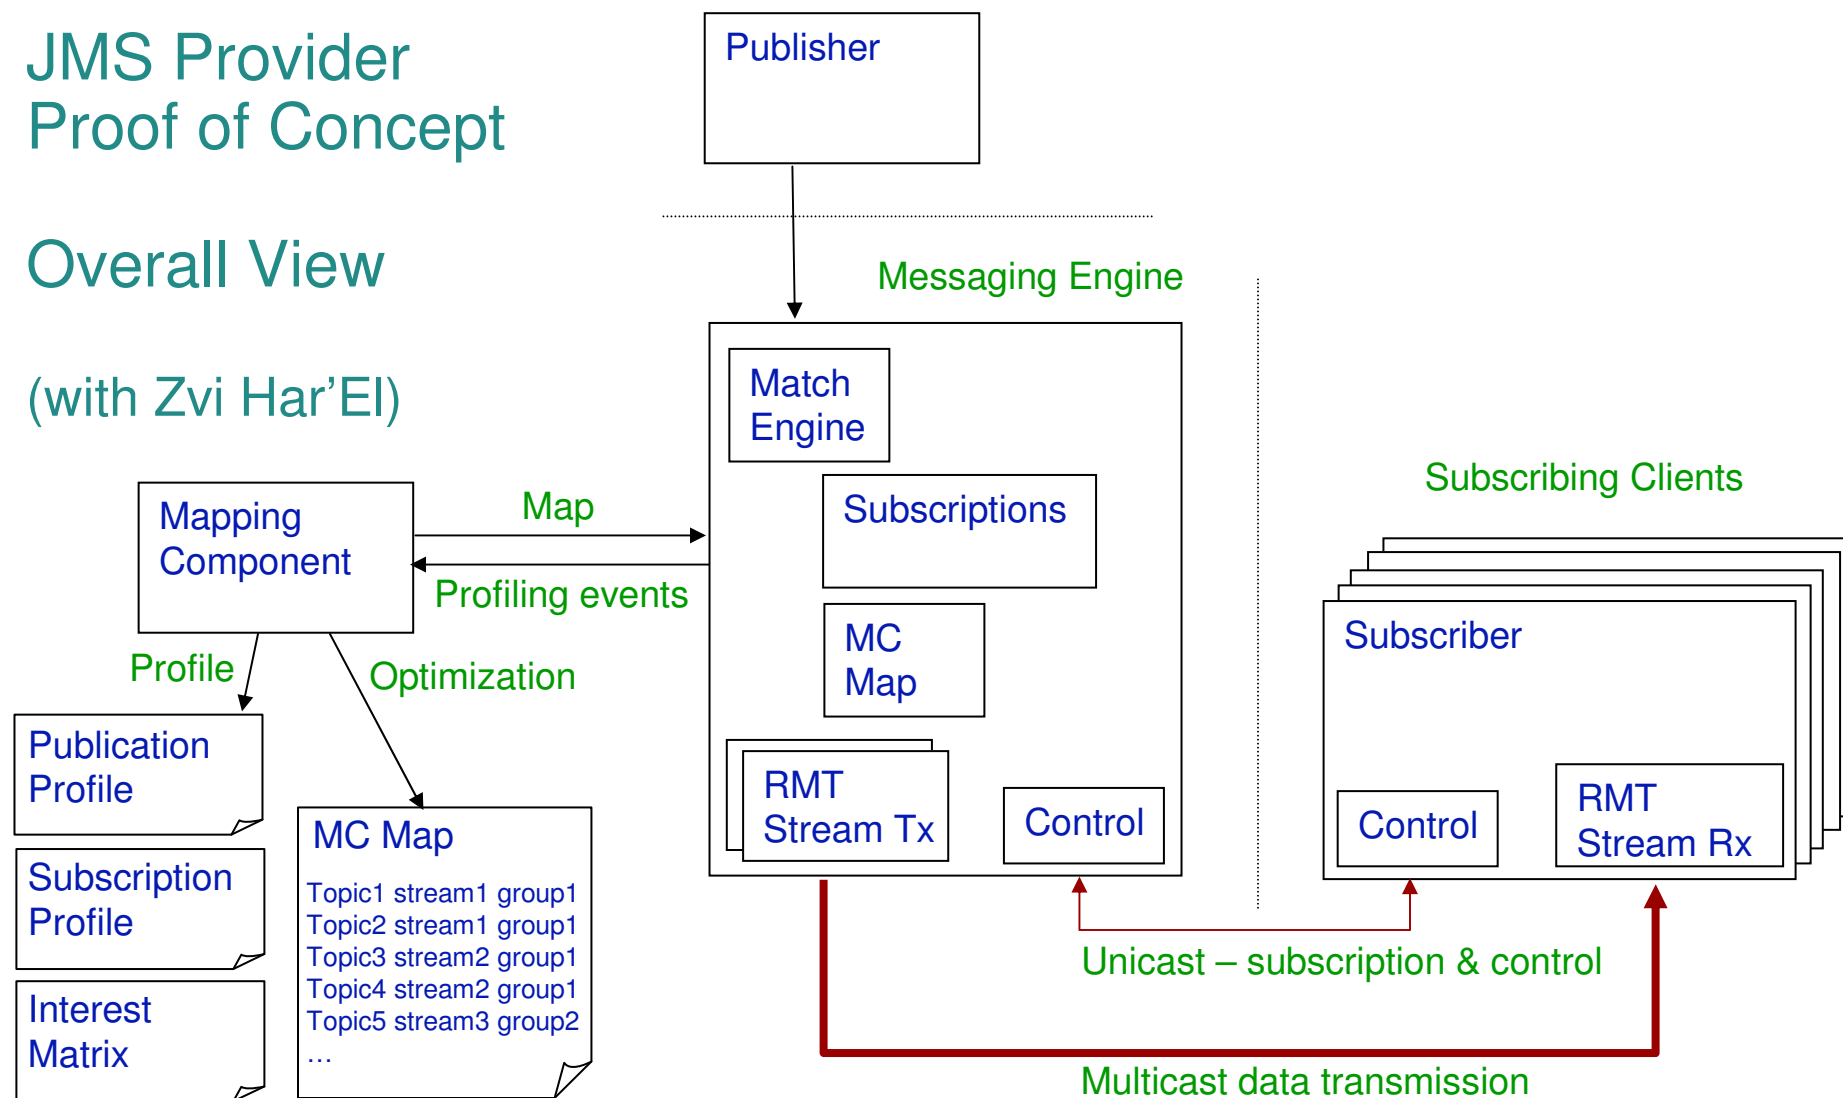 JMS Provider
Proof of Concept
Overall View
(with Zvi Har'El)
Publisher
Messaging Engine
Match
Engine
Subscriptions
MC
Map
RMT
Stream Tx
Control
Mapping
Component
Map
Profiling events
Profile
Optimization
Publication
Profile
Subscription
Profile
Interest
Matrix
MC Map
Topic1 stream1 group1
Topic2 stream1 group1
Topic3 stream2 group1
Topic4 stream2 group1
Topic5 stream3 group2
...
Subscribing Clients
Subscriber
Control
RMT
Stream Rx
Unicast – subscription & control
Multicast data transmission